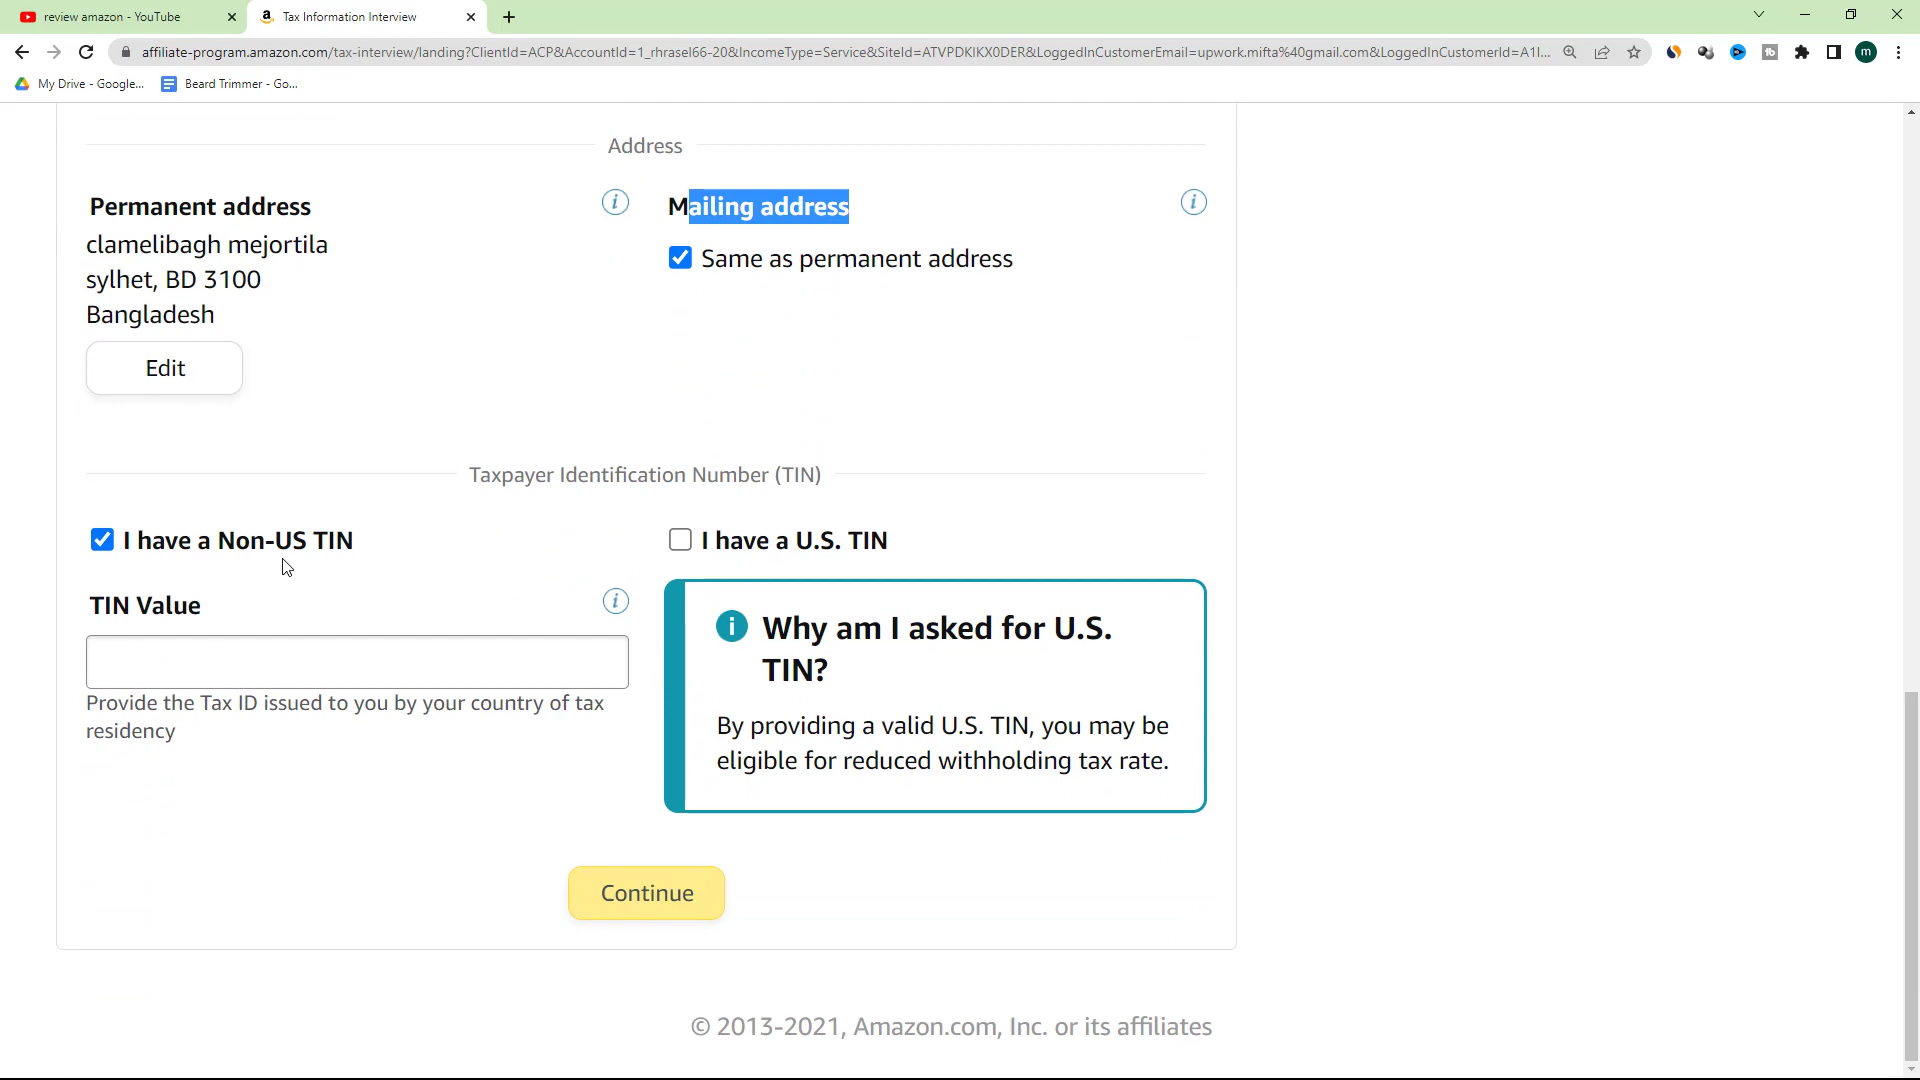 review amazon - YouTube
Tax Information Interview
affiliate-program.amazon.com/tax-interview/landing?ClientId=ACP&AccountId=1_rhrasel66-20&IncomeType=Service&SiteId=ATVPDKIKX0DER&LoggedInCustomerEmail=upwork.mifta%40gmail.com&LoggedInCustomerId=A1I...
m
My Drive - Google...
Beard Trimmer - Go...
Address
Permanent address
Mailing address
clamelibagh mejortila
Same as permanent address
sylhet, BD 3100
Bangladesh
Edit
Taxpayer Identification Number (TIN)
I have a Non-US TIN
I have a U.S. TIN
TIN Value
Why am I asked for U.S.
TIN?
Provide the Tax ID issued to you by your country of tax
residency
By providing a valid U.S. TIN, you may be
eligible for reduced withholding tax rate.
Continue
© 2013-2021, Amazon.com, Inc. or its affiliates